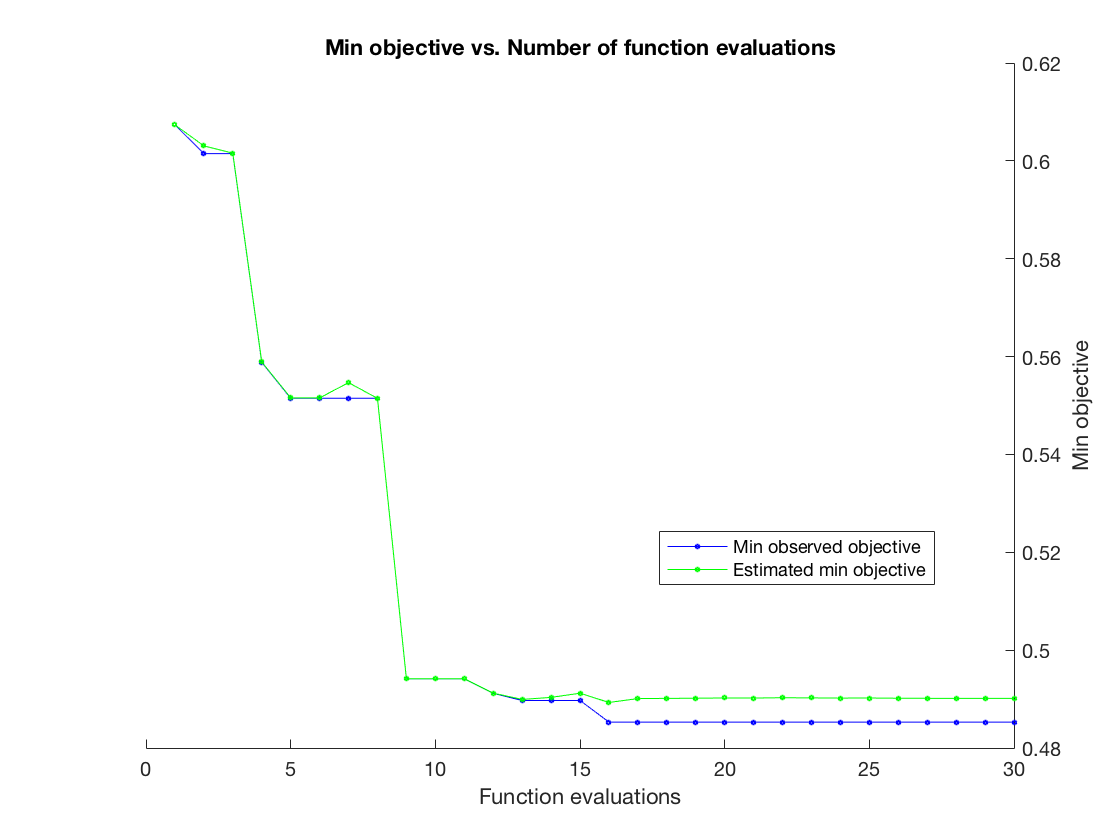 Min objective vs. Number of function evaluations
0.62
0.6
0.58
0.56
0.54
0.52
0.5
0.48
Min objective
Min observed objective
Estimated min objective
0 5 10 15 20 25 30
Function evaluations